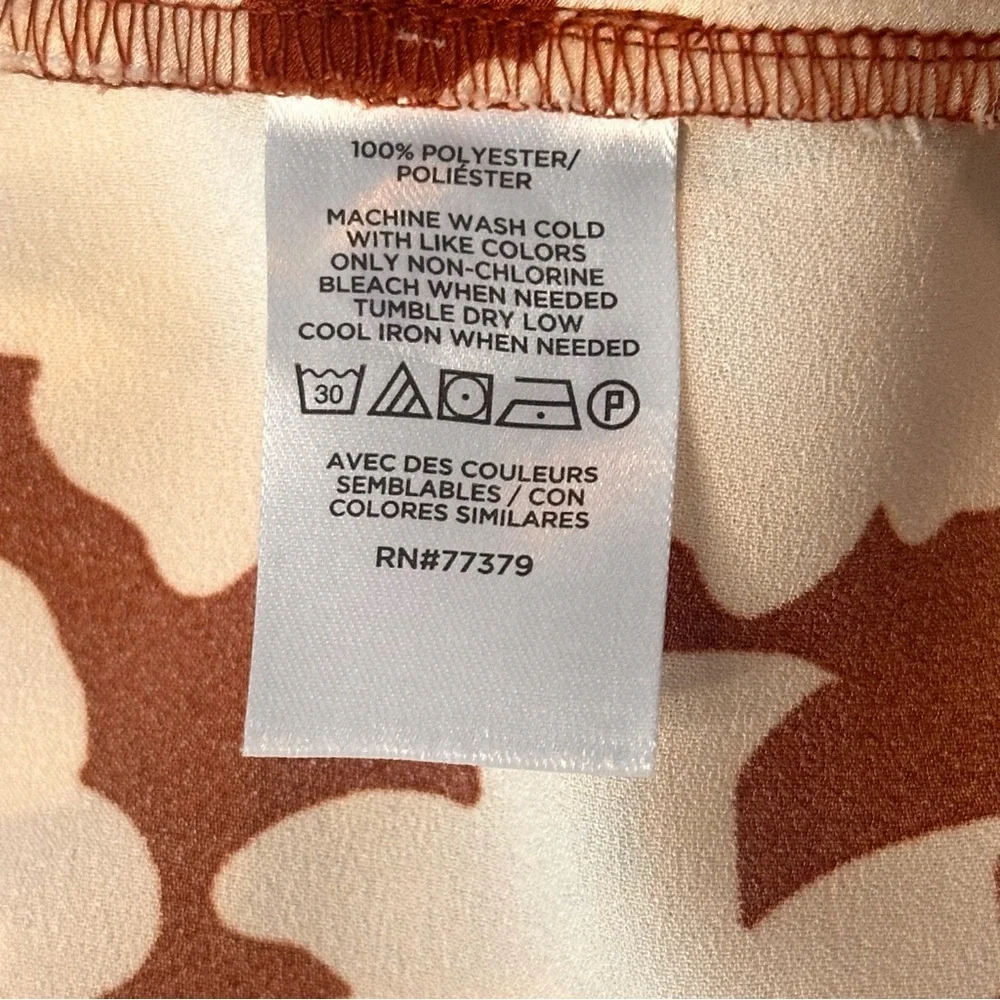 100% POLYESTER/
POLIÉSTER
MACHINE WASH COLD
WITH LIKE COLORS
ONLY NON-CHLORINE
BLEACH WHEN NEEDED
TUMBLE DRY LOW
COOL IRON WHEN NEEDED
30 P
AVEC DES COULEURS
SEMBLABLES / CON
COLORES SIMILARES
RN#77379